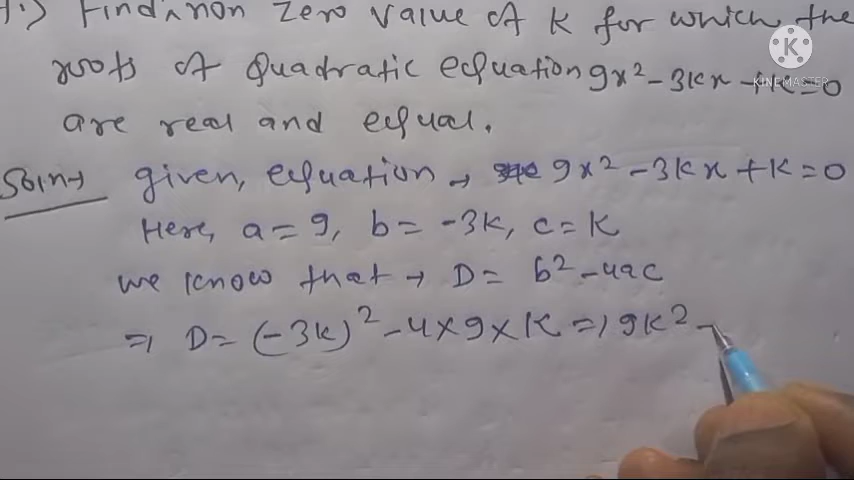 Find ^ non zero value of K for which the
roots of Quadratic equation 9x² - 3Kx + K = 0
are real and equal.
Soln→ given, equation → 9x² - 3Kx + K = 0
Here, a = 9, b = -3K, c = K
we know that → D = b² - 4ac
⇒ D = (-3K)² - 4 × 9 × K ⇒ 9K² -
K
KINEMASTER